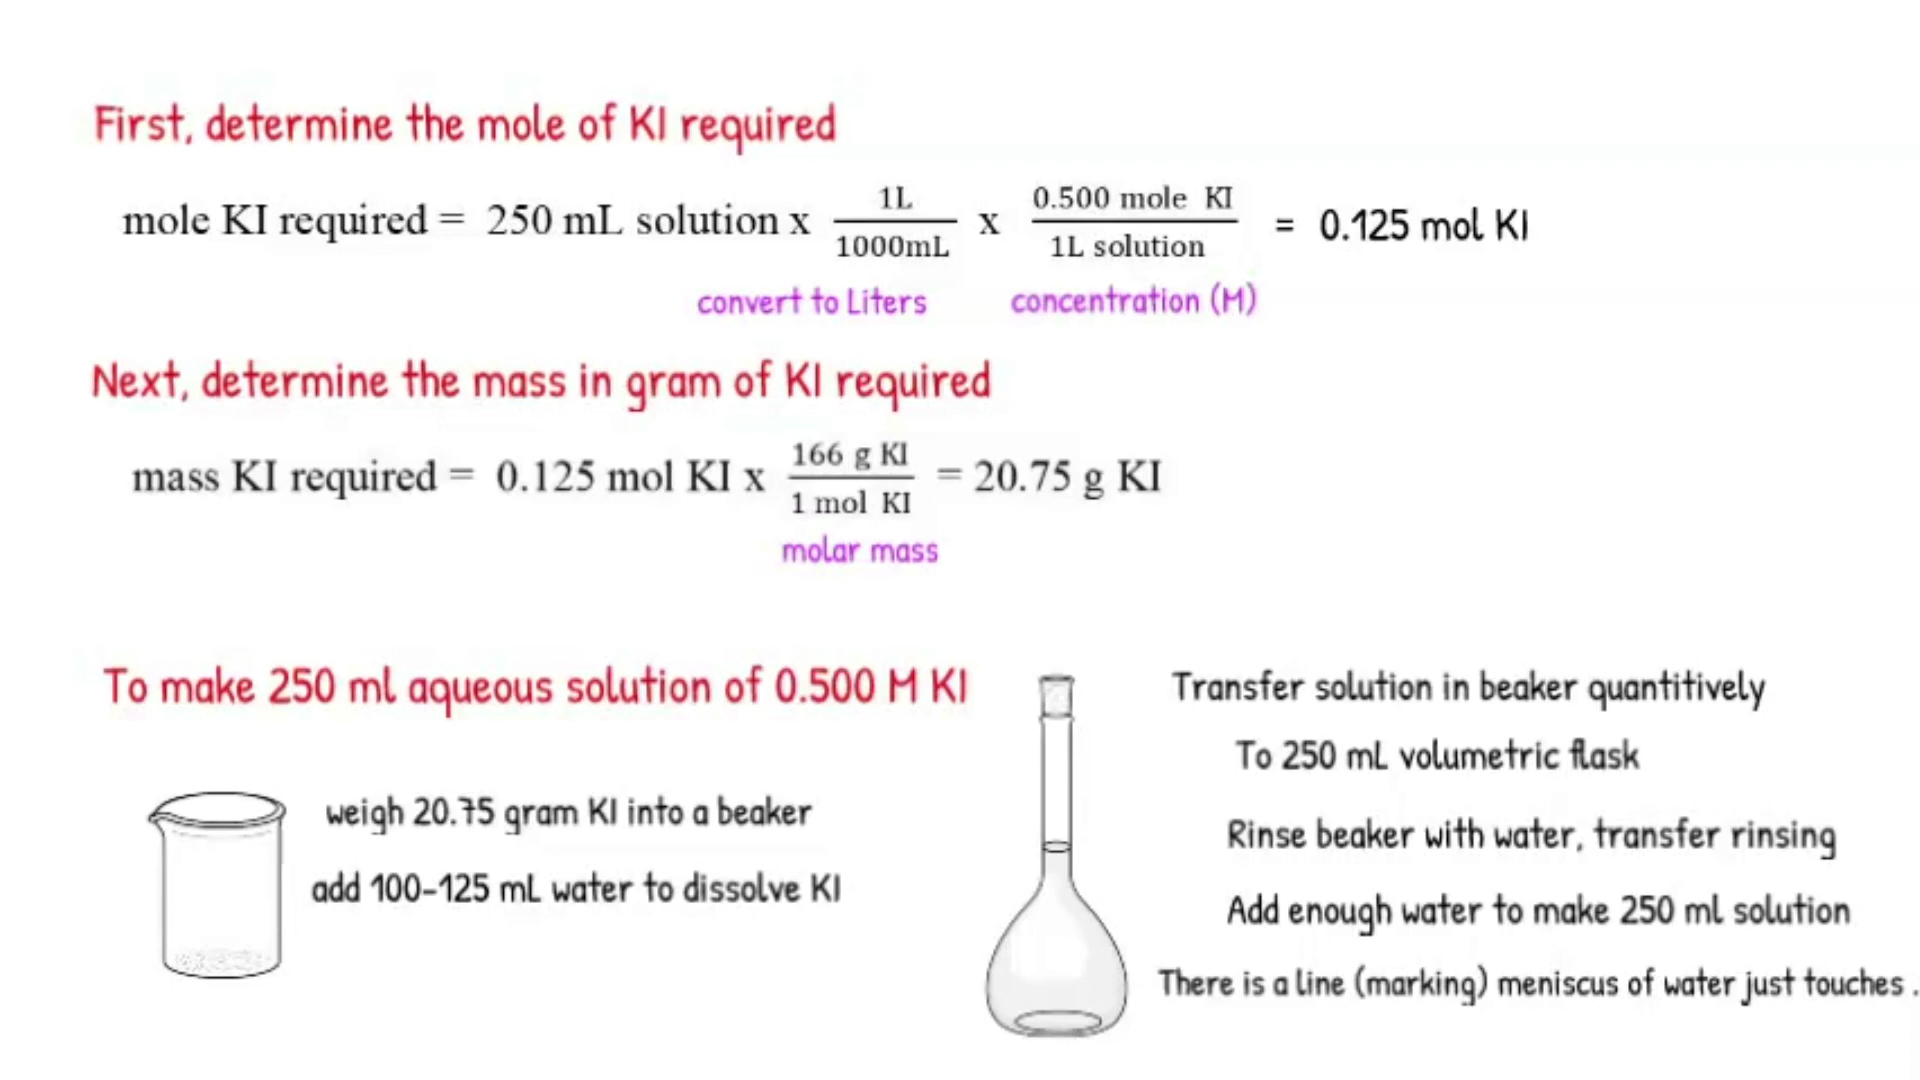 First, determine the mole of KI required
mole KI required = 250 mL solution x 1L/1000mL x 0.500 mole KI/1L solution = 0.125 mol KI
convert to Liters concentration (M)
Next, determine the mass in gram of KI required
mass KI required = 0.125 mol KI x 166 g KI/1 mol KI = 20.75 g KI
molar mass
To make 250 ml aqueous solution of 0.500 M KI
weigh 20.75 gram KI into a beaker
add 100-125 mL water to dissolve KI
Transfer solution in beaker quantitively
To 250 mL volumetric flask
Rinse beaker with water, transfer rinsing
Add enough water to make 250 ml solution
There is a line (marking) meniscus of water just touches .